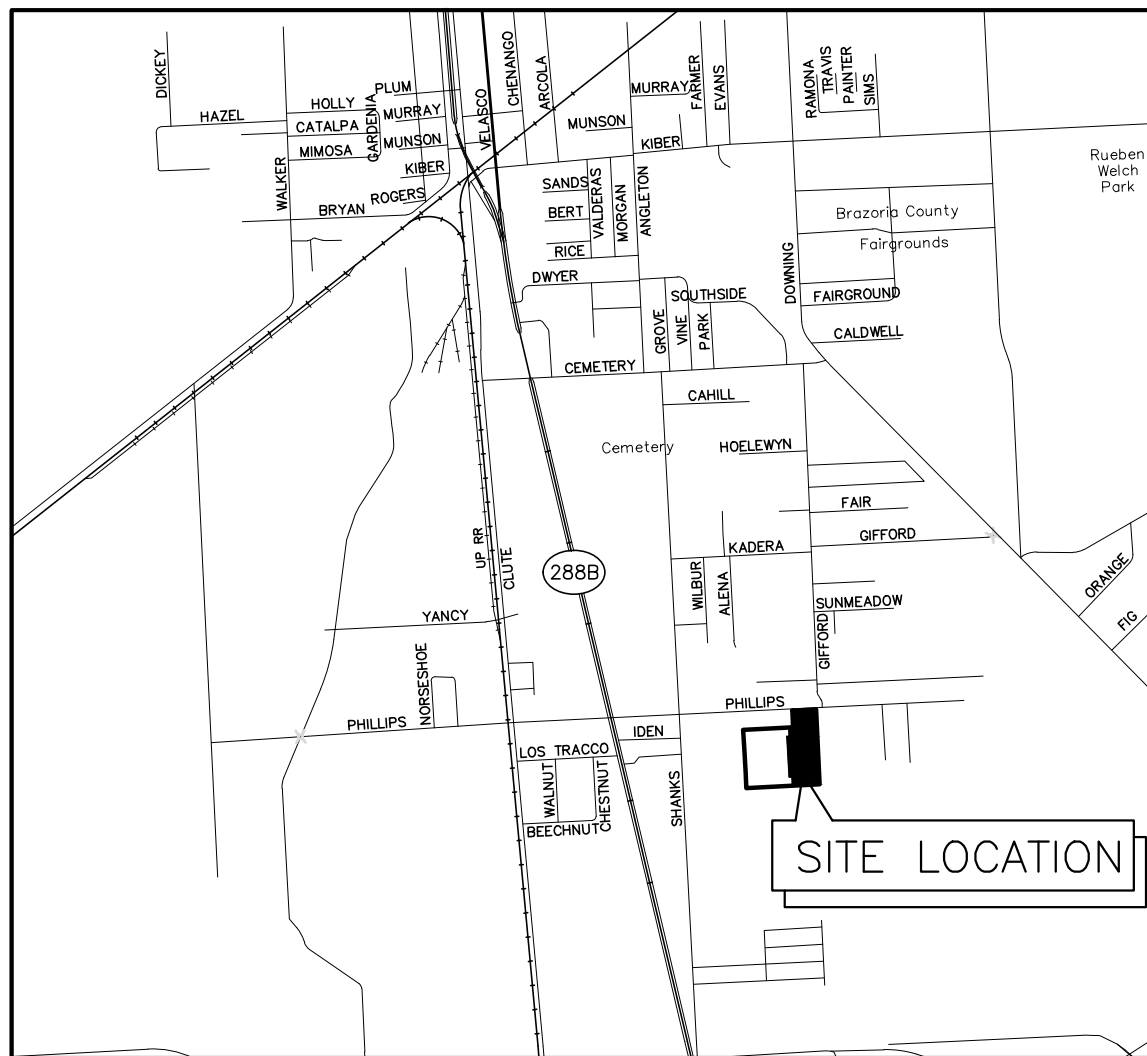 DICKEY
HAZEL
HOLLY
CATALPA
MIMOSA
GARDENIA
PLUM
MURRAY
MUNSON
KIBER
ROGERS
BRYAN
WALKER
VELASCO
CHENANGO
ARCOLA
MURRAY
FARMER
EVANS
MUNSON
KIBER
RAMONA
TRAVIS
PAINTER
SIMS
Rueben
Welch
Park
SANDS
BERT
RICE
VALDERAS
MORGAN
ANGLETON
DWYER
Brazoria County
Fairgrounds
DOWNING
FAIRGROUND
CALDWELL
SOUTHSIDE
GROVE
VINE
PARK
CEMETERY
CAHILL
Cemetery
HOELEWYN
FAIR
GIFFORD
KADERA
UP RR
CLUTE
288B
WILBUR
ALENA
SUNMEADOW
GIFFORD
ORANGE
FIG
YANCY
NORSESHOE
PHILLIPS
PHILLIPS
IDEN
LOS TRACCO
WALNUT
CHESTNUT
BEECHNUT
SHANKS
SITE LOCATION